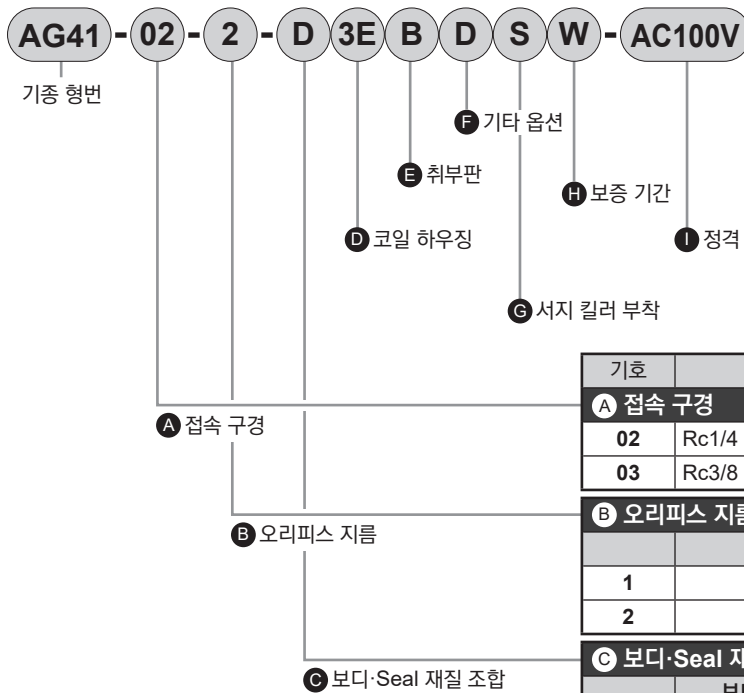 AG41 - 02 - 2 - D 3E B D S W - AC100V
기종 형번
F 기타 옵션
E 취부판
H 보증 기간
D 코일 하우징
I 정격
G 서지 킬러 부착
기호
A 접속 구경
A 접속 구경
02 Rc1/4
03 Rc3/8
B 오리피스 지름
B 오리피스 지름
1
2
C 보디·Seal
C 보디·Seal 재질 조합